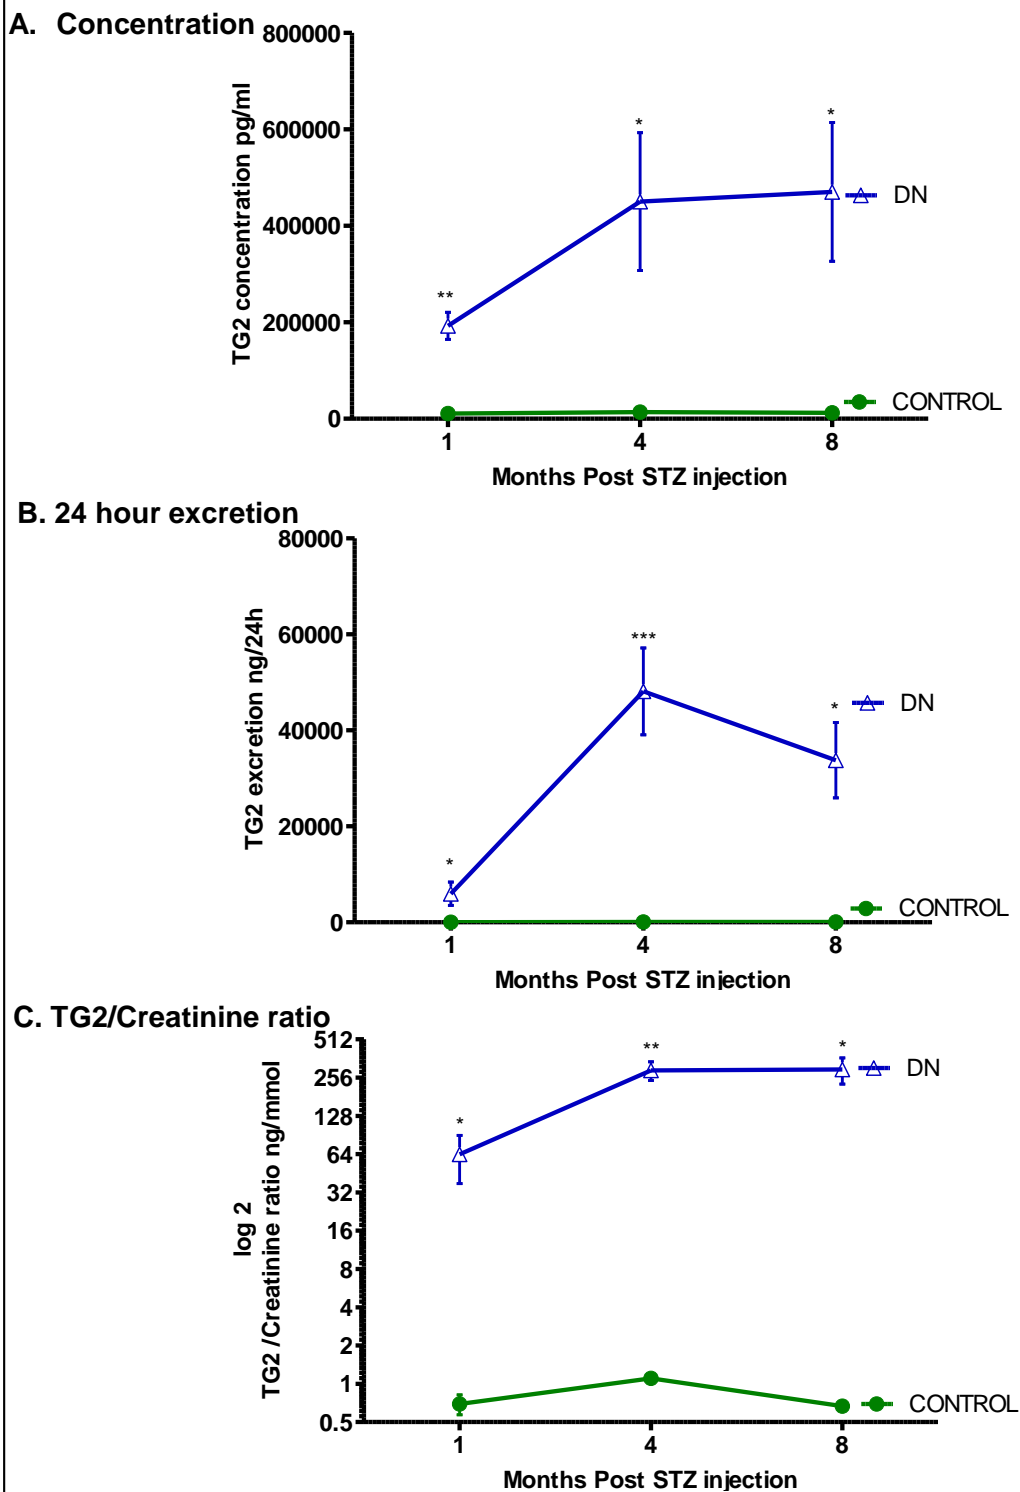 A. Concentration
800000
600000
400000
200000
0
TG2 concentration pg/ml
**
*
*
DN
CONTROL
1 4 8
Months Post STZ injection
B. 24 hour excretion
80000
60000
40000
20000
0
TG2 excretion ng/24h
*
***
*
DN
CONTROL
1 4 8
Months Post STZ injection
C. TG2/Creatinine ratio
512
256
128
64
32
16
8
4
2
1
0.5
log 2
TG2 /Creatinine ratio ng/mmol
*
**
*
DN
CONTROL
1 4 8
Months Post STZ injection